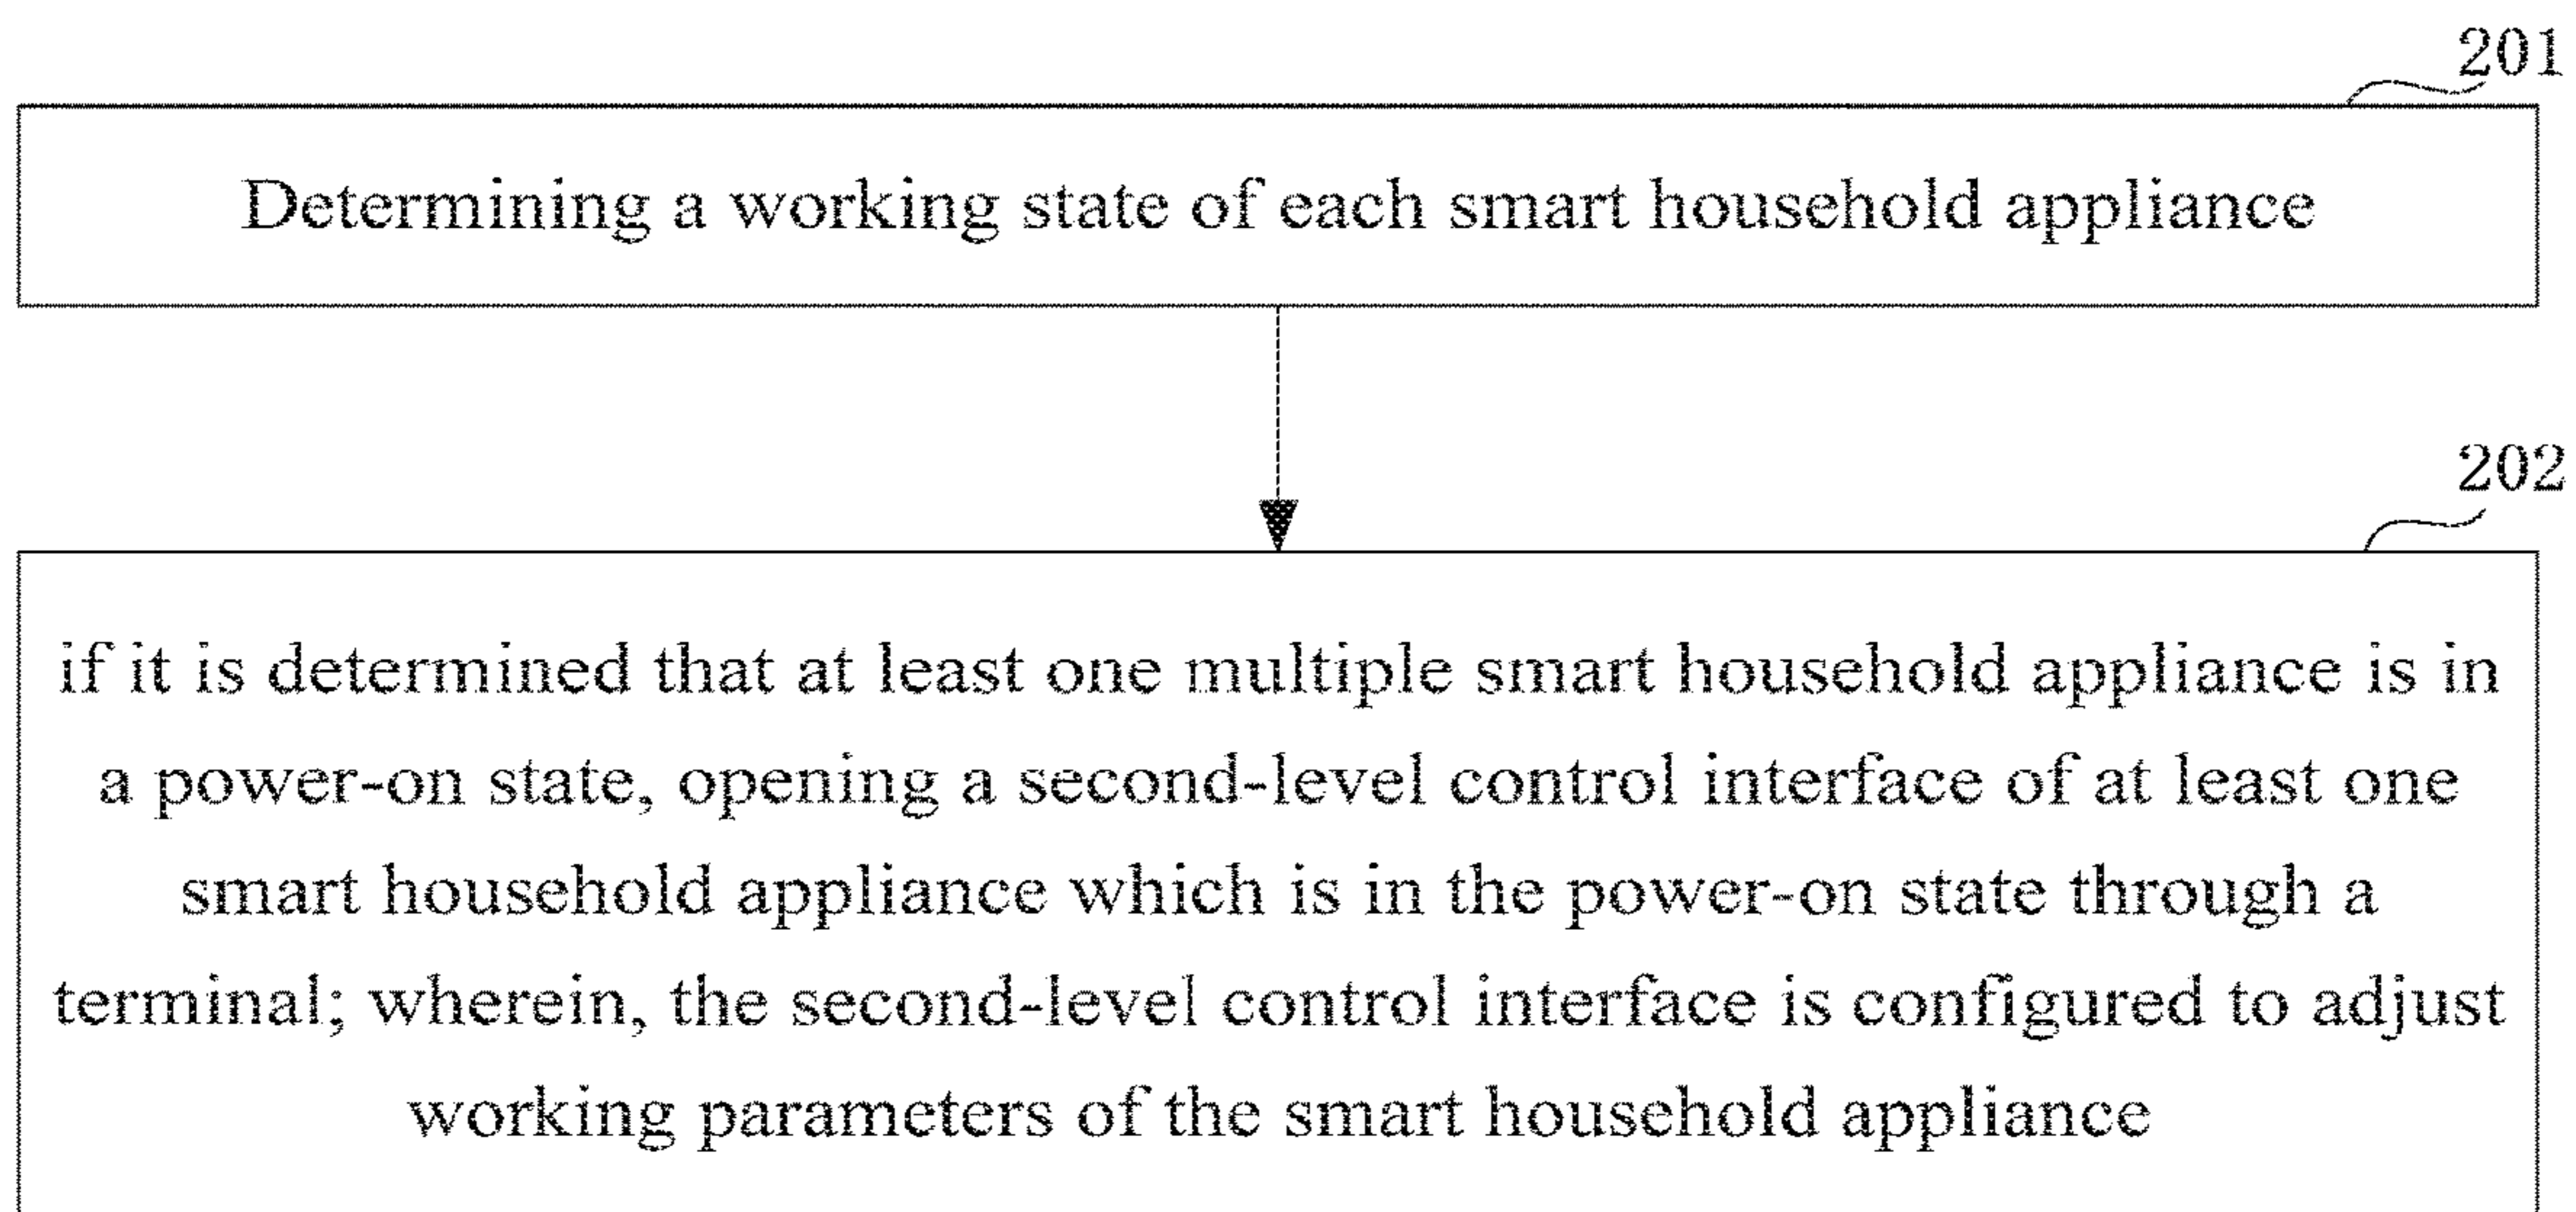 201
Determining a working state of each smart household appliance
202
if it is determined that at least one multiple smart household appliance is in
a power-on state, opening a second-level control interface of at least one
smart household appliance which is in the power-on state through a
terminal; wherein, the second-level control interface is configured to adjust
working parameters of the smart household appliance